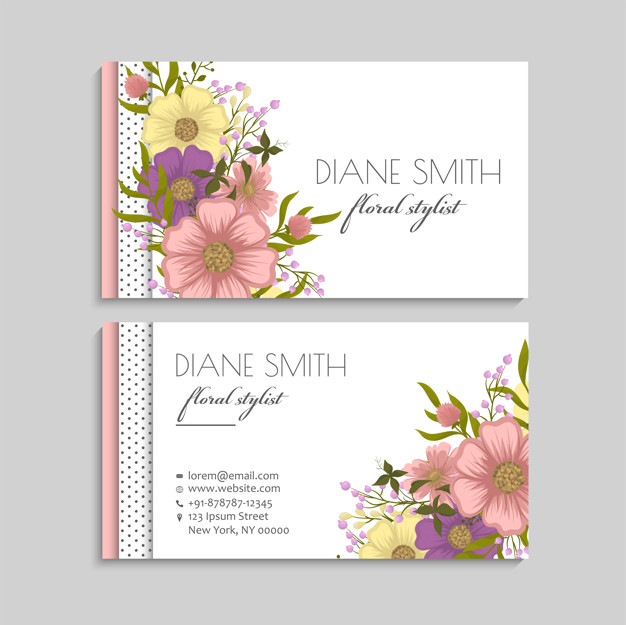 DIANE SMITH
floral stylist
DIANE SMITH
floral stylist
lorem@email.com
www.website.com
+91-878787-12345
123 Ipsum Street
New York, NY 00000